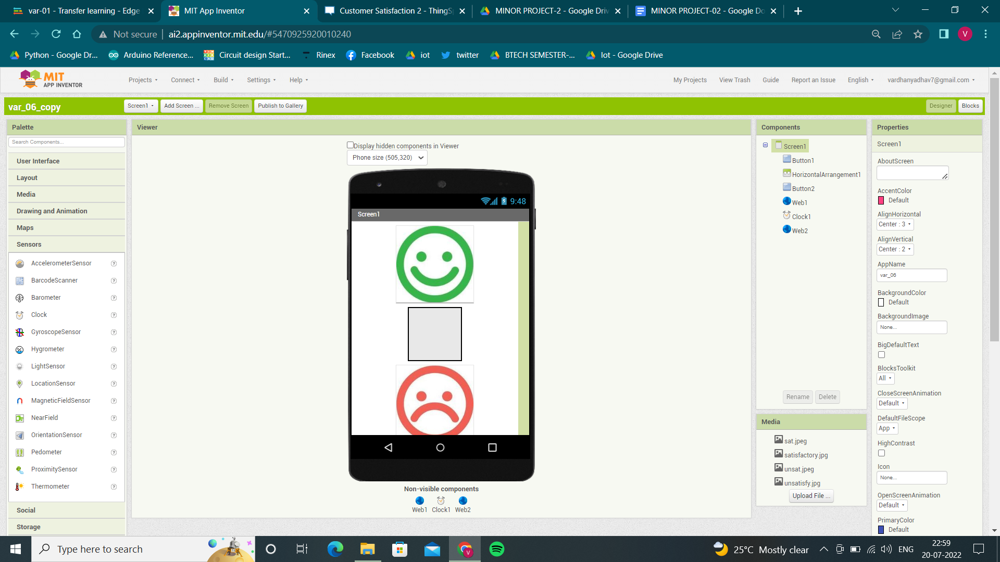 var-01 - Transfer learning - Edge
MIT App Inventor
Customer Satisfaction 2 - ThingSp
MINOR PROJECT-2 - Google Driv
MINOR PROJECT-02 - Google Do
Not secure
ai2.appinventor.mit.edu/#5470925920010240
V
Python - Google Dr...
Arduino Reference...
Circuit design Start...
Rinex
Facebook
iot
twitter
BTECH SEMESTER-...
Iot - Google Drive
MIT
APP INVENTOR
Projects
Connect
Build
Settings
Help
My Projects
View Trash
Guide
Report an Issue
English
vardhanyadhav7@gmail.com
var_06_copy
Screen1
Add Screen ...
Remove Screen
Publish to Gallery
Designer
Blocks
Palette
Search Components...
User Interface
Layout
Media
Drawing and Animation
Maps
Sensors
AccelerometerSensor
BarcodeScanner
Barometer
Clock
GyroscopeSensor
Hygrometer
LightSensor
LocationSensor
MagneticFieldSensor
NearField
OrientationSensor
Pedometer
ProximitySensor
Thermometer
Social
Storage
Viewer
Display hidden components in Viewer
Phone size (505,320)
9:48
Screen1
Non-visible components
Web1
Clock1
Web2
Components
Screen1
Button1
HorizontalArrangement1
Button2
Web1
Clock1
Web2
Rename
Delete
Media
sat.jpeg
satisfactory.jpg
unsat.jpeg
unsatisfy.jpg
Upload File ...
Properties
Screen1
AboutScreen
AccentColor
Default
AlignHorizontal
Center : 3
AlignVertical
Center : 2
AppName
var_06
BackgroundColor
Default
BackgroundImage
None...
BigDefaultText
BlocksToolkit
All
CloseScreenAnimation
Default
DefaultFileScope
App
HighContrast
Icon
None...
OpenScreenAnimation
Default
PrimaryColor
Default
Type here to search
25°C Mostly clear
ENG
22:59
20-07-2022